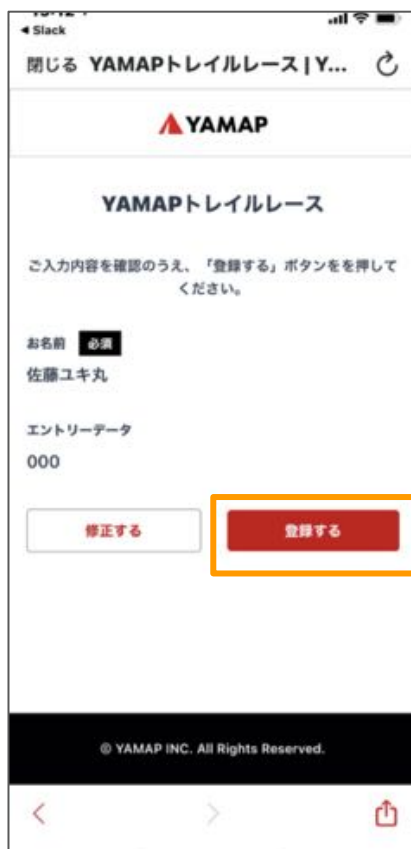 Slack
閉じる YAMAPトレイルレース | Y...
YAMAP
YAMAPトレイルレース
ご入力内容を確認のうえ、「登録する」ボタンをを押して
ください。
お名前 必須
佐藤ユキ丸
エントリーデータ
000
修正する 登録する
© YAMAP INC. All Rights Reserved.